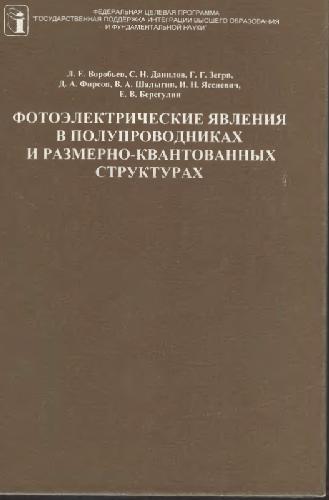 ФЕДЕРАЛЬНАЯ ЦЕЛЕВАЯ ПРОГРАММА
"ГОСУДАРСТВЕННАЯ ПОДДЕРЖКА ИНТЕГРАЦИИ ВЫСШЕГО ОБРАЗОВАНИЯ
И ФУНДАМЕНТАЛЬНОЙ НАУКИ"
Л. Е. Воробьев, С. Н. Данилов, Г. Г. Зегря,
Д. А. Фирсов, В. А. Шалыгин, И. Н. Яссиевич,
Е. В. Берегулин
ФОТОЭЛЕКТРИЧЕСКИЕ ЯВЛЕНИЯ
В ПОЛУПРОВОДНИКАХ
И РАЗМЕРНО-КВАНТОВАННЫХ
СТРУКТУРАХ